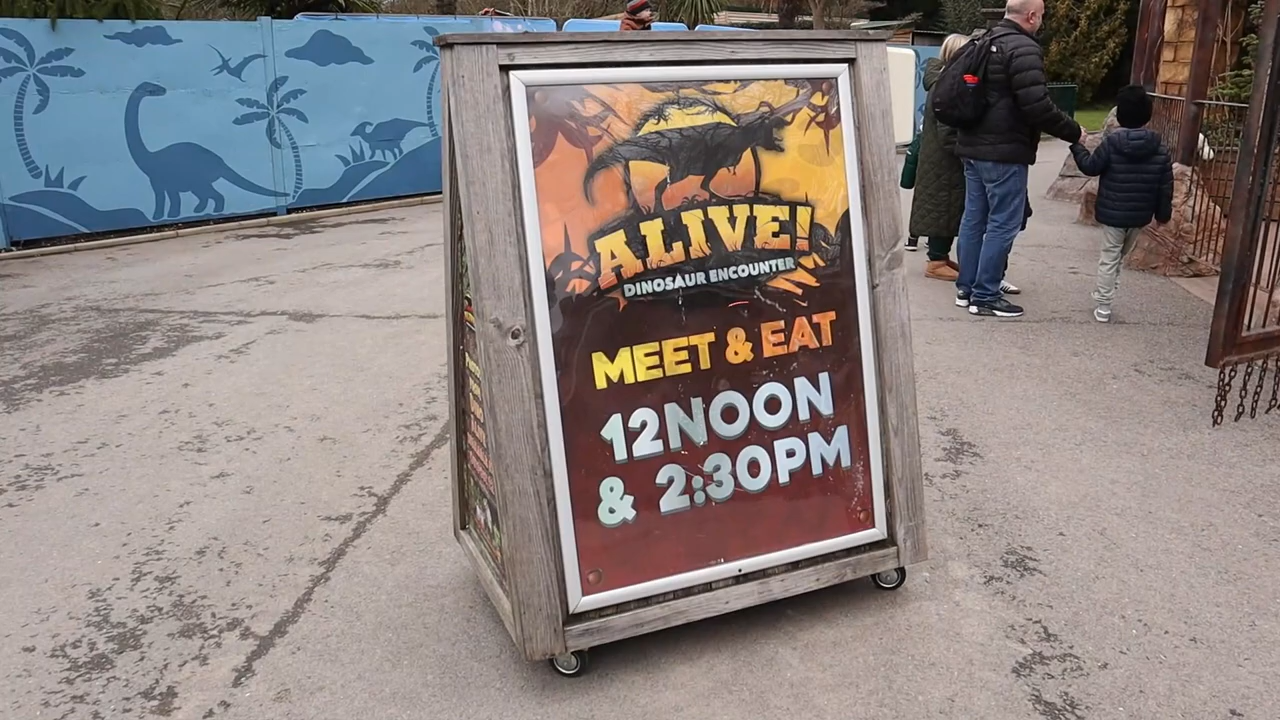 ALIVE!
DINOSAUR ENCOUNTER
MEET & EAT
12NOON
& 2:30PM